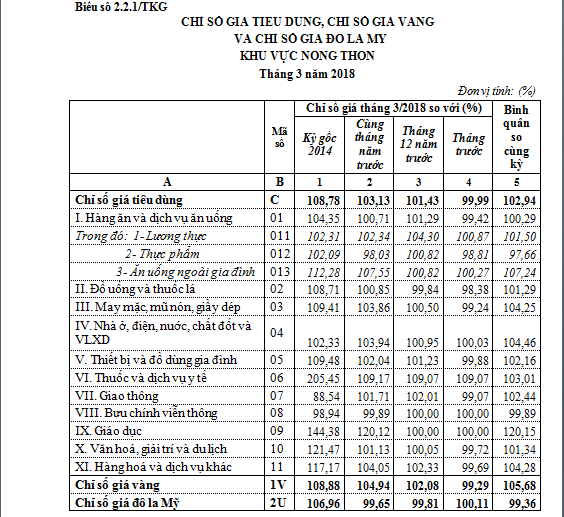 Biểu số 2.2.1/TKG
CHỈ SỐ GIÁ TIÊU DÙNG, CHỈ SỐ GIÁ VÀNG
VÀ CHỈ SỐ GIÁ ĐÔ LA MỸ
KHU VỰC NÔNG THÔN
Tháng 3 năm 2018
Đơn vị tính: (%)
Mã số Chỉ số giá tháng 3/2018 so với (%) Bình quân so cùng kỳ
Kỳ gốc 2014 Cùng tháng năm trước Tháng 12 năm trước Tháng trước
A B 1 2 3 4 5
Chỉ số giá tiêu dùng C 108,78 103,13 101,43 99,99 102,94
I. Hàng ăn và dịch vụ ăn uống 01 104,35 100,71 101,29 99,42 100,29
Trong đó: 1-Lương thực 011 102,31 102,34 104,30 100,87 101,50
2- Thực phẩm 012 102,09 98,03 100,82 98,81 97,66
3- Ăn uống ngoài gia đình 013 112,28 107,55 100,82 100,27 107,24
II. Đồ uống và thuốc lá 02 108,71 100,85 99,84 98,38 101,29
III. May mặc, mũ nón, giầy dép 03 109,41 103,86 100,50 99,24 104,25
IV. Nhà ở, điện, nước, chất đốt và VLXD 04 102,33 103,94 100,95 100,03 104,46
V. Thiết bị và đồ dùng gia đình 05 109,48 102,04 101,23 99,88 102,16
VI. Thuốc và dịch vụ y tế 06 205,45 109,17 109,07 109,07 103,01
VII. Giao thông 07 88,54 101,71 102,01 99,07 102,44
VIII. Bưu chính viễn thông 08 98,94 99,89 100,00 100,00 99,89
IX. Giáo dục 09 144,38 120,12 100,00 100,00 120,15
X. Văn hoá, giải trí và du lịch 10 121,47 101,13 100,05 99,72 101,34
XI. Hàng hoá và dịch vụ khác 11 117,17 104,05 102,33 99,69 104,28
Chỉ số giá vàng 1V 108,88 104,94 102,08 99,29 105,68
Chỉ số giá đô la Mỹ 2U 106,96 99,65 99,81 100,11 99,36